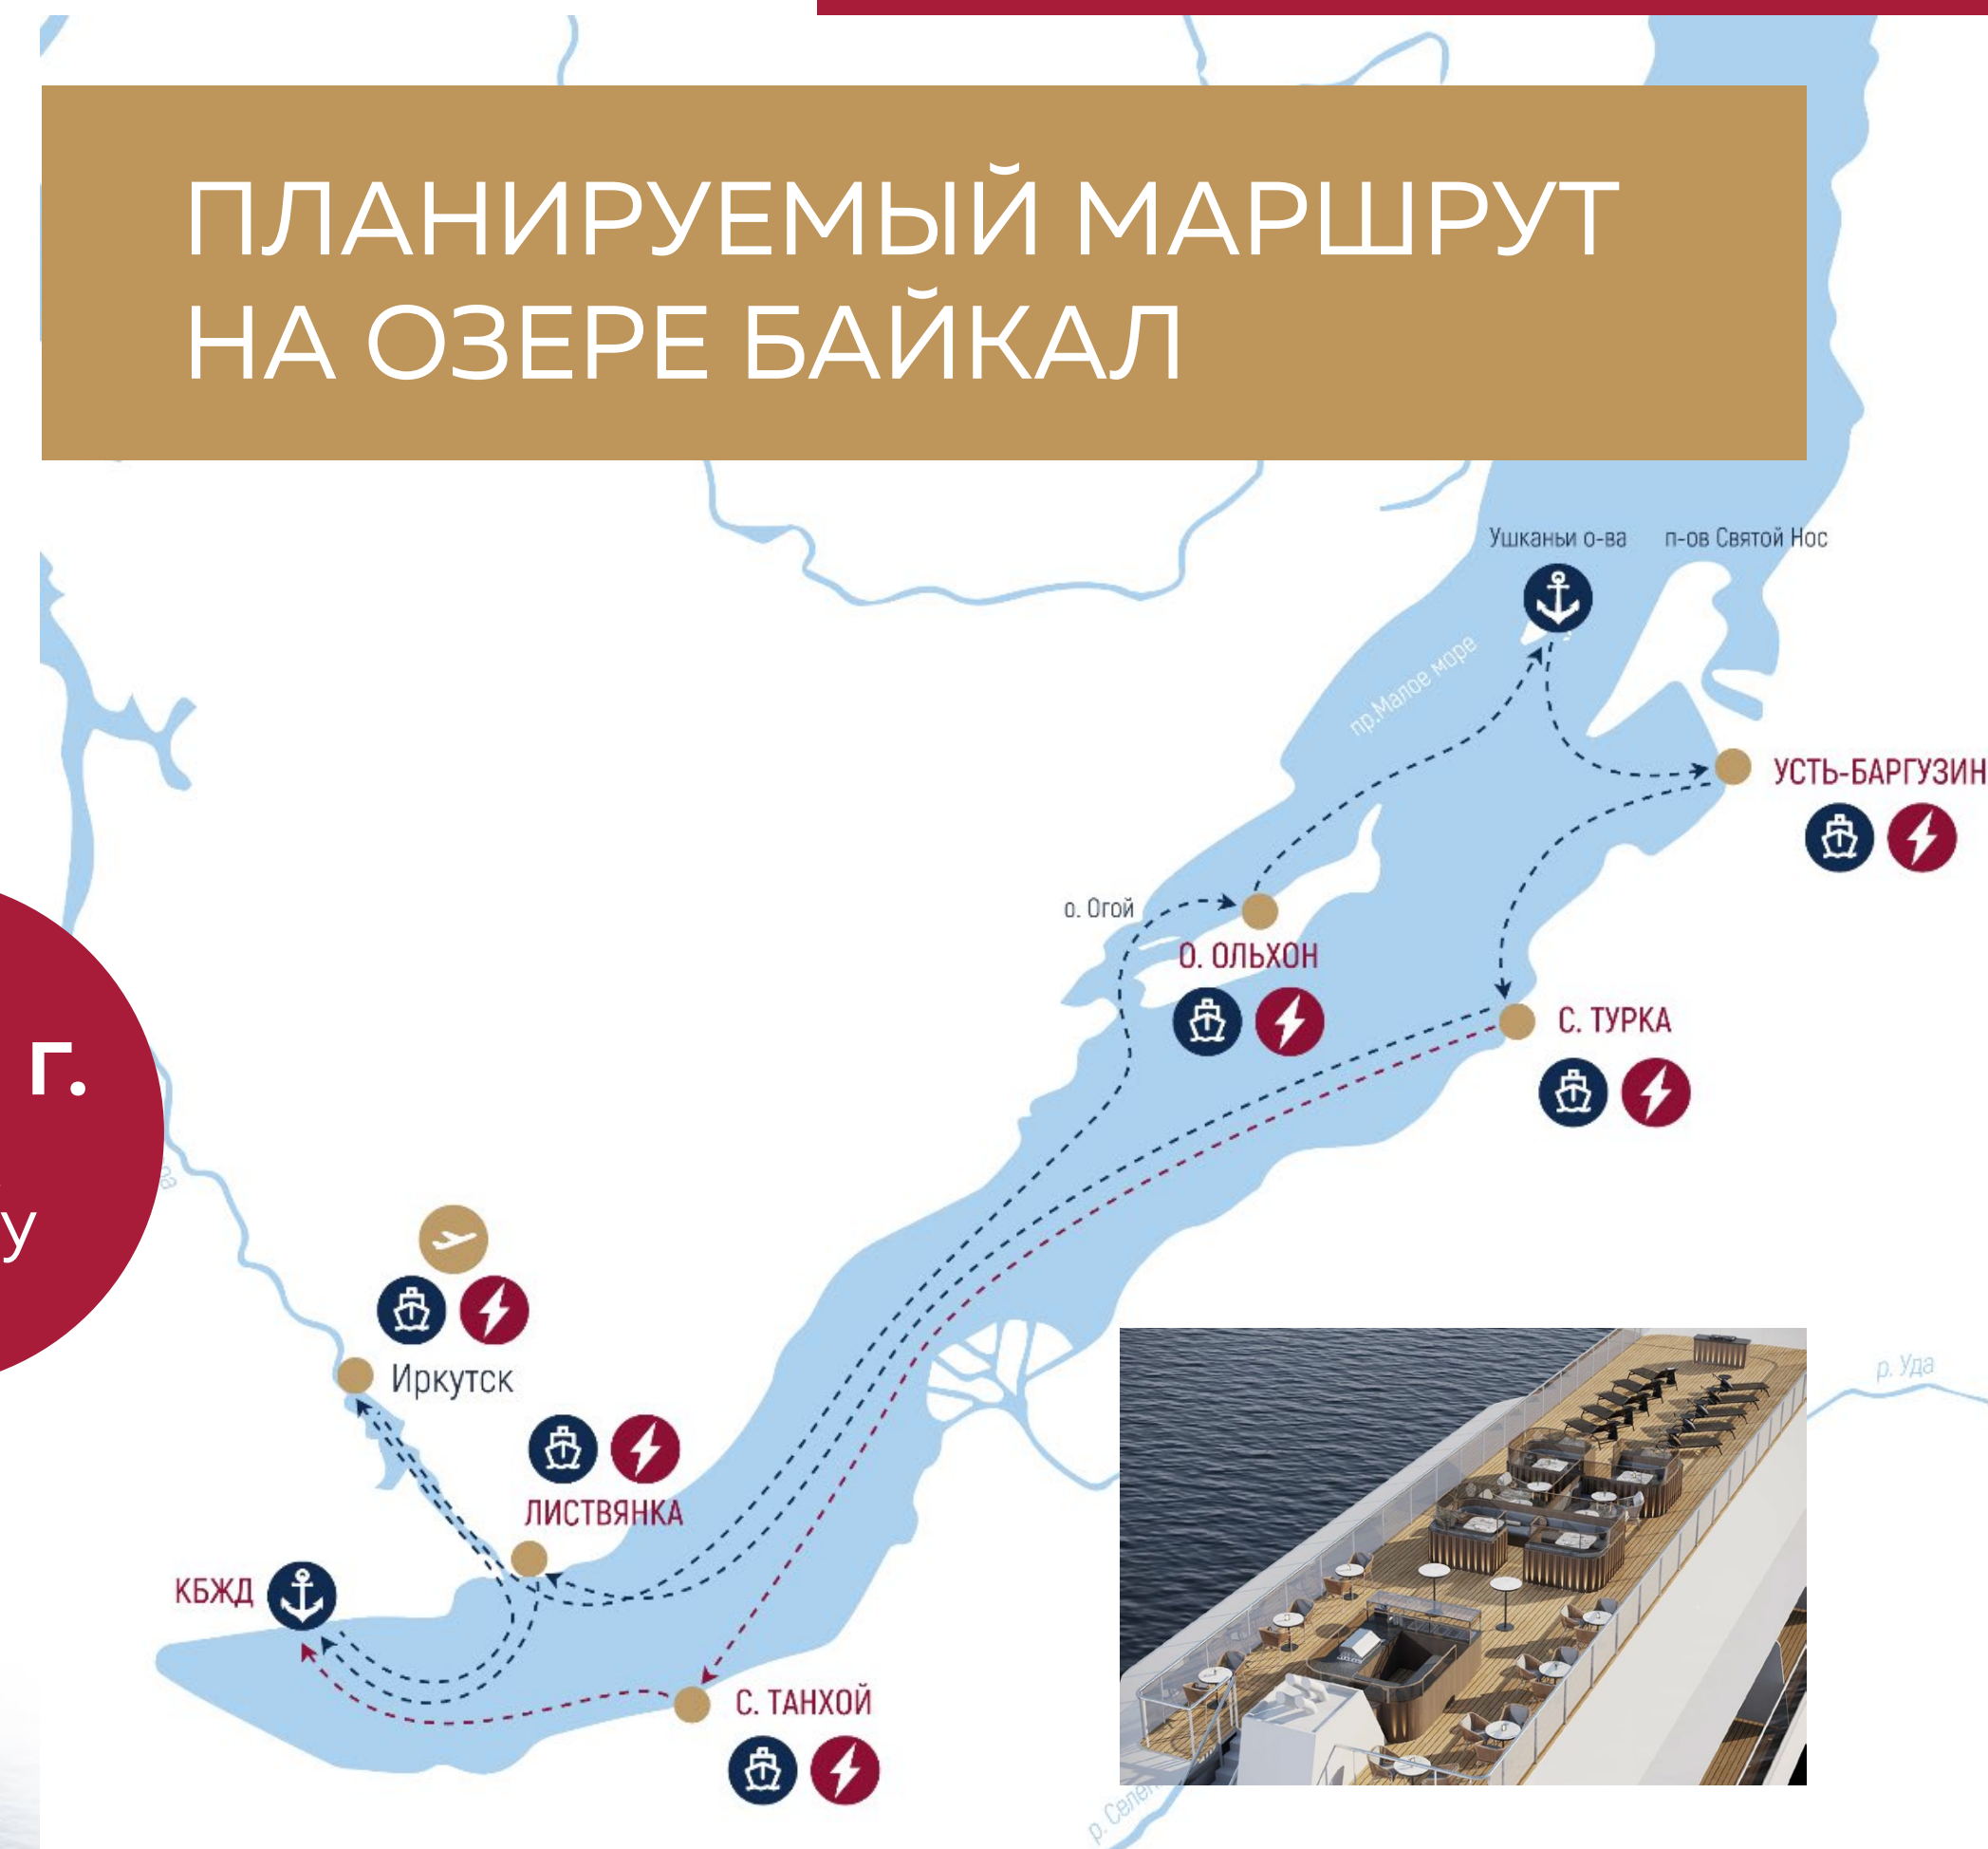 ПЛАНИРУЕМЫЙ МАРШРУТ
НА ОЗЕРЕ БАЙКАЛ
Ушканьи о-ва
п-ов Святой Нос
пр.Малое море
УСТЬ-БАРГУЗИН
о. Огой
О. ОЛЬХОН
С. ТУРКА
г.
у
Иркутск
р. Уда
ЛИСТВЯНКА
КБЖД
С. ТАНХОЙ